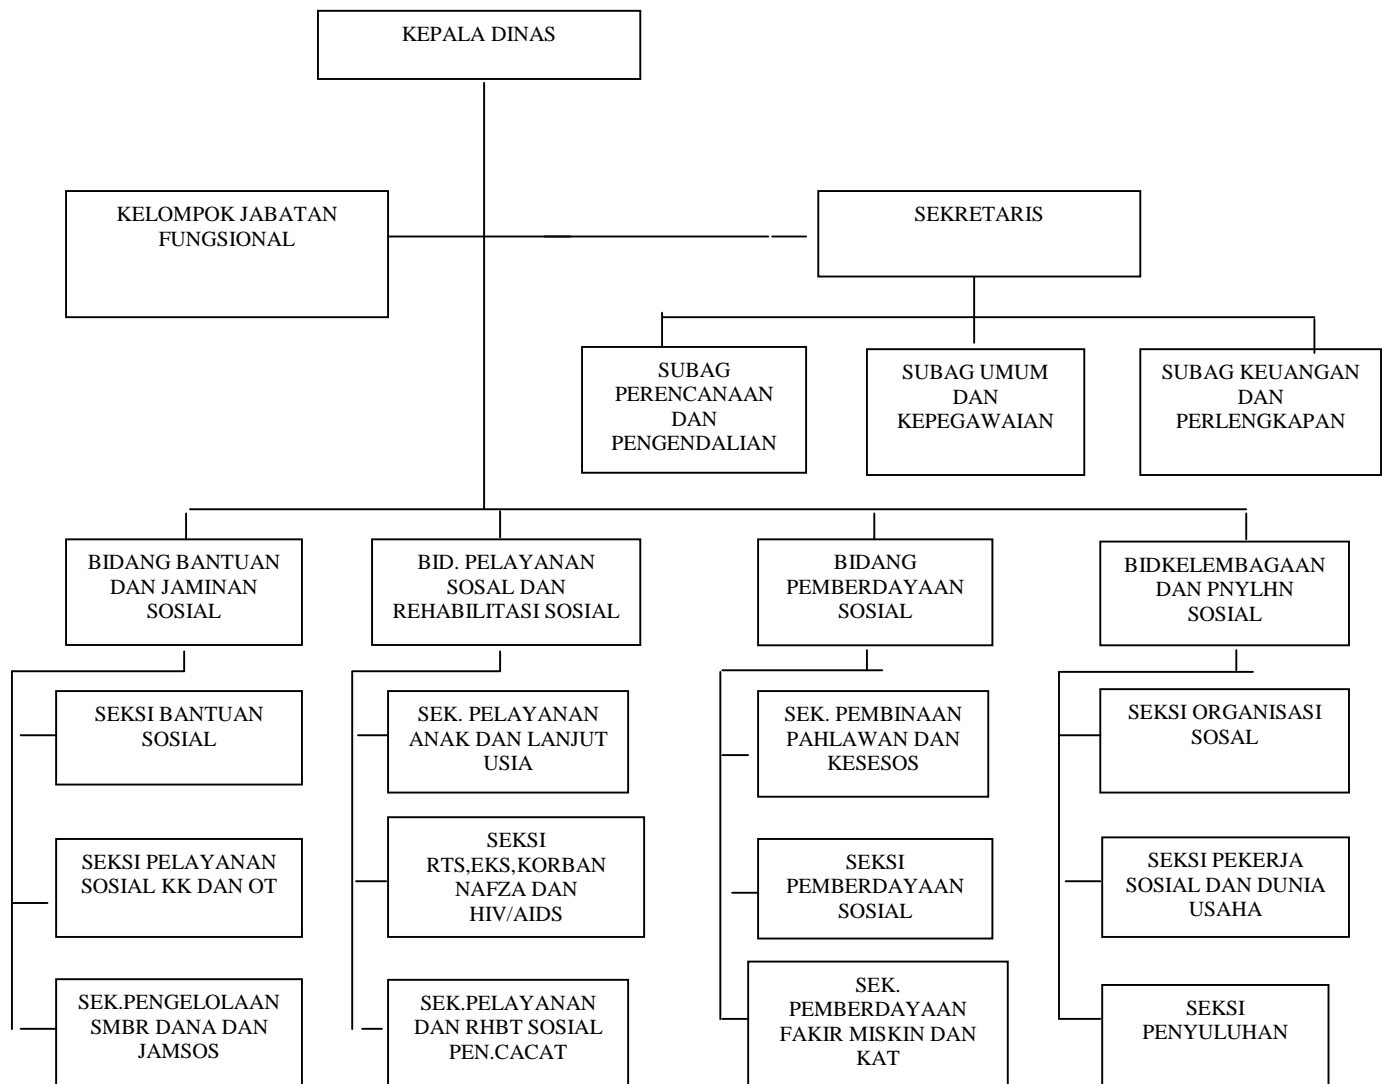 KEPALA DINAS
KELOMPOK JABATAN
FUNGSIONAL
SEKRETARIS
SUBAG
PERENCANAAN
DAN
PENGENDALIAN
SUBAG UMUM
DAN
KEPEGAWAIAN
SUBAG KEUANGAN
DAN
PERLENGKAPAN
BIDANG BANTUAN
DAN JAMINAN
SOSIAL
BID. PELAYANAN
SOSAL DAN
REHABILITASI SOSIAL
BIDANG
PEMBERDAYAAN
SOSIAL
BIDKELEMBAGAAN
DAN PNYLHN
SOSIAL
SEKSI BANTUAN
SOSIAL
SEK. PELAYANAN
ANAK DAN LANJUT
USIA
SEK. PEMBINAAN
PAHLAWAN DAN
KESESOS
SEKSI ORGANISASI
SOSAL
SEKSI PELAYANAN
SOSIAL KK DAN OT
SEKSI
RTS,EKS,KORBAN
NAFZA DAN
HIV/AIDS
SEKSI
PEMBERDAYAAN
SOSIAL
SEKSI PEKERJA
SOSIAL DAN DUNIA
USAHA
SEK.PENGELOLAAN
SMBR DANA DAN
JAMSOS
SEK.PELAYANAN
DAN RHBT SOSIAL
PEN.CACAT
SEK.
PEMBERDAYAAN
FAKIR MISKIN DAN
KAT
SEKSI
PENYULUHAN